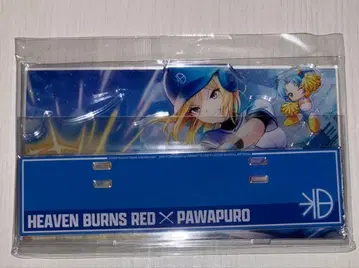 HEAVEN BURNS RED × PAWAPURO